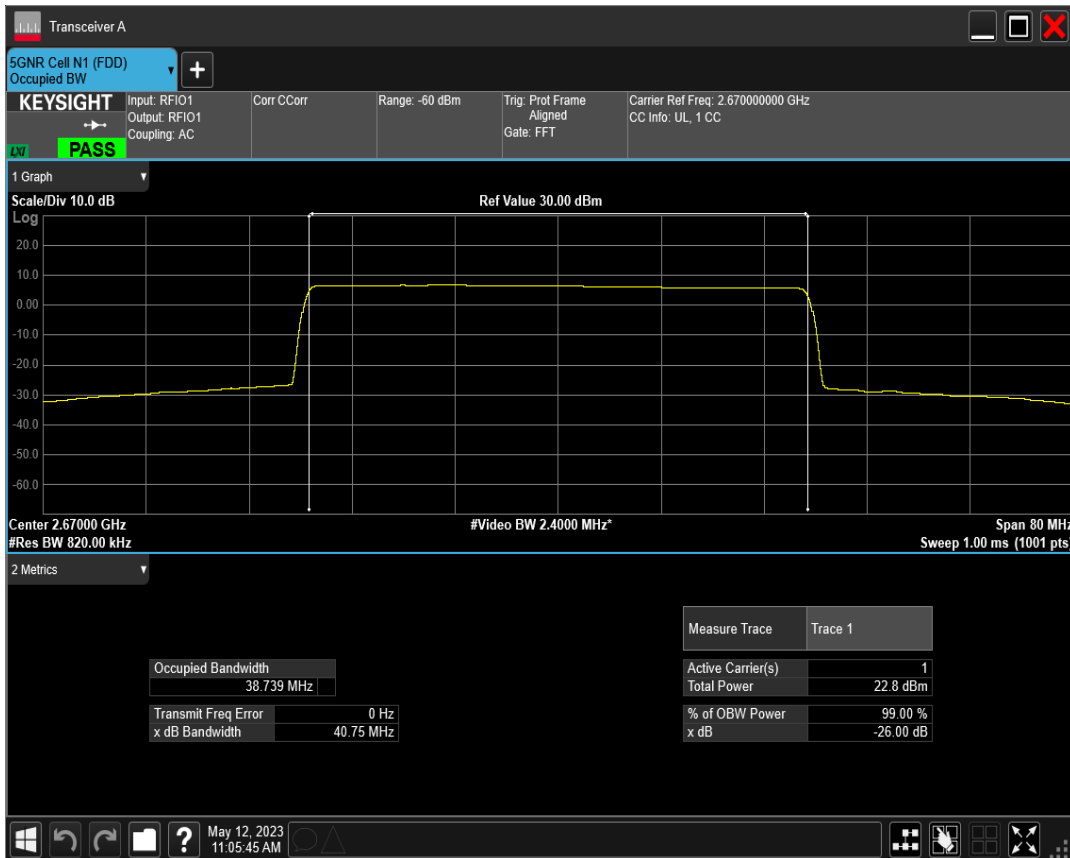 Transceiver A
5GNR Cell N1 (FDD)
Occupied BW
+
KEYSIGHT
LXI
PASS
Input: RFIO1
Output: RFIO1
Coupling: AC
Corr CCorr
Range: -60 dBm
Trig: Prot Frame
Aligned
Gate: FFT
Carrier Ref Freq: 2.670000000 GHz
CC Info: UL, 1 CC
1 Graph
Scale/Div 10.0 dB
Ref Value 30.00 dBm
Log
20.0
10.0
0.00
-10.0
-20.0
-30.0
-40.0
-50.0
-60.0
Center 2.67000 GHz
#Video BW 2.4000 MHz*
Span 80 MHz
#Res BW 820.00 kHz
Sweep 1.00 ms (1001 pts)
2 Metrics
Measure Trace Trace 1
Occupied Bandwidth
38.739 MHz
Active Carrier(s) 1
Total Power 22.8 dBm
Transmit Freq Error 0 Hz
x dB Bandwidth 40.75 MHz
% of OBW Power 99.00 %
x dB -26.00 dB
?
May 12, 2023
11:05:45 AM